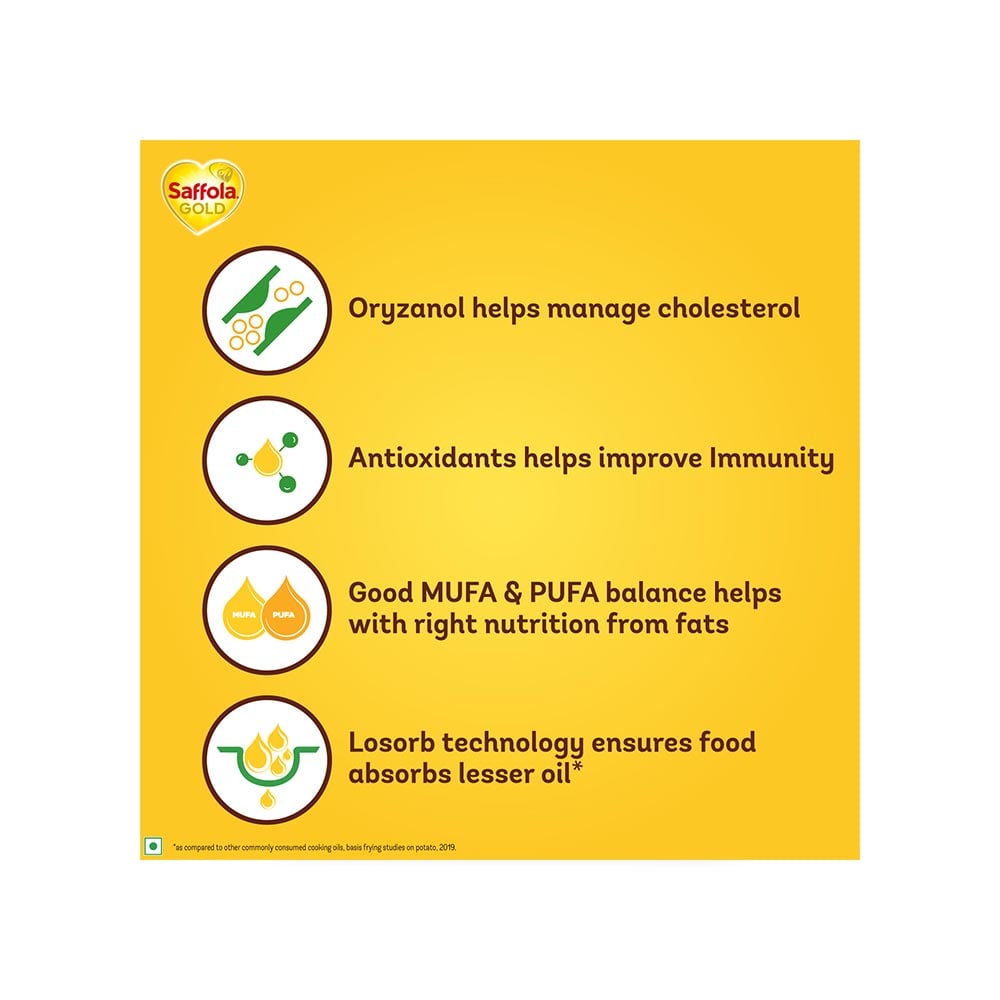 Saffola
GOLD
Oryzanol helps manage cholesterol
Antioxidants helps improve Immunity
MUFA PUFA
Good MUFA & PUFA balance helps
with right nutrition from fats
Losorb technology ensures food
absorbs lesser oil*
*as compared to other commonly consumed cooking oils, basis frying studies on potato, 2019.